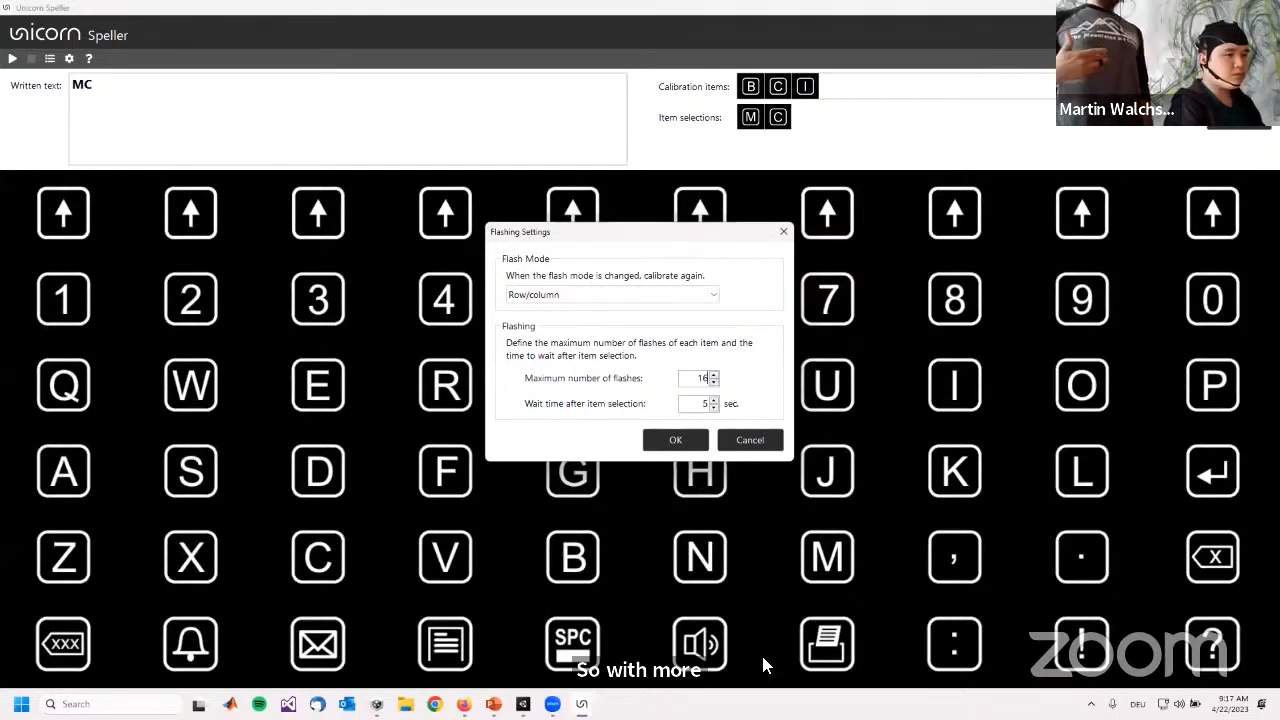 Unicorn Speller
unicorn Speller
?
Written text: MC
Calibration items: B C I
Item selections: M C
Martin Walchs...
Flashing Settings
Flash Mode
When the flash mode is changed, calibrate again.
Row/column
Flashing
Define the maximum number of flashes of each item and the
time to wait after item selection.
Maximum number of flashes: 16
Wait time after item selection: 5 sec.
OK Cancel
1 2 3 4 7 8 9 0
Q W E R U I O P
A S D F G H J K L
Z X C V B N M , . X
XXX SPC : ! ?
So with more
zoom
Search
DEU
9:17 AM
4/22/2023